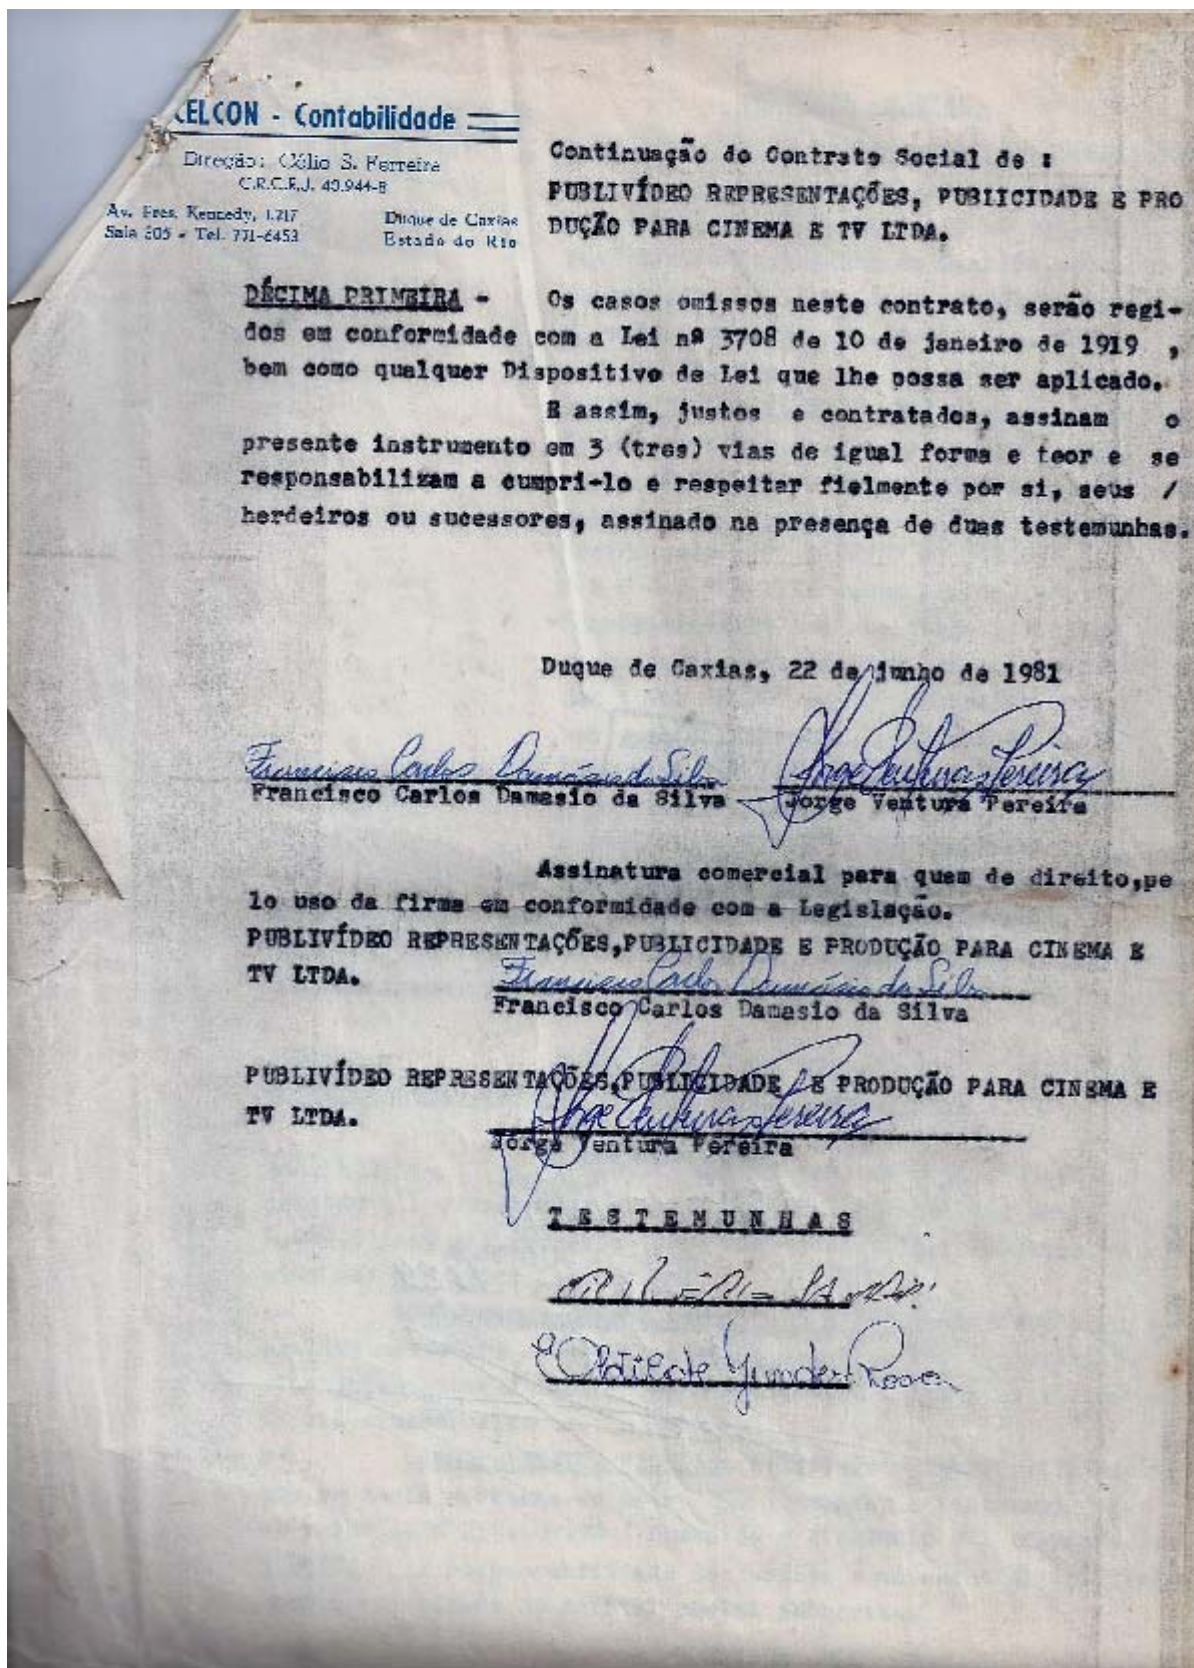 CELCON - Contabilidade
Direção: Célio S. Ferreira
C.R.C.R.J. 40.944-8
Av. Pres. Kennedy, 1.217
Sala 205 - Tel. 771-6453
Duque de Caxias
Estado do Rio
Continuação do Contrato Social de :
PUBLIVÍDEO REPRESENTAÇÕES, PUBLICIDADE E PRO
DUÇÃO PARA CINEMA E TV LTDA.
DÉCIMA PRIMEIRA - Os casos omissos neste contrato, serão regi-
dos em conformidade com a Lei nº 3708 de 10 de janeiro de 1919 ,
bem como qualquer Dispositivo de Lei que lhe possa ser aplicado.
E assim, justos e contratados, assinam o
presente instrumento em 3 (tres) vias de igual forma e teor e se
responsabilizam a cumpri-lo e respeitar fielmente por si, seus /
herdeiros ou sucessores, assinado na presença de duas testemunhas.
Duque de Caxias, 22 de junho de 1981
Francisco Carlos Damásio da Silva Jorge Ventura Pereira
Francisco Carlos Damasio da Silva Jorge Ventura Pereira
Assinatura comercial para quem de direito,pe
lo uso da firma em conformidade com a Legislação.
PUBLIVÍDEO REPRESENTAÇÕES,PUBLICIDADE E PRODUÇÃO PARA CINEMA E
TV LTDA. Francisco Carlos Damásio da Silva
Francisco Carlos Damasio da Silva
PUBLIVÍDEO REPRESENTAÇÕES,PUBLICIDADE E PRODUÇÃO PARA CINEMA E
TV LTDA. Jorge Ventura Pereira
Jorge Ventura Pereira
TESTEMUNHAS